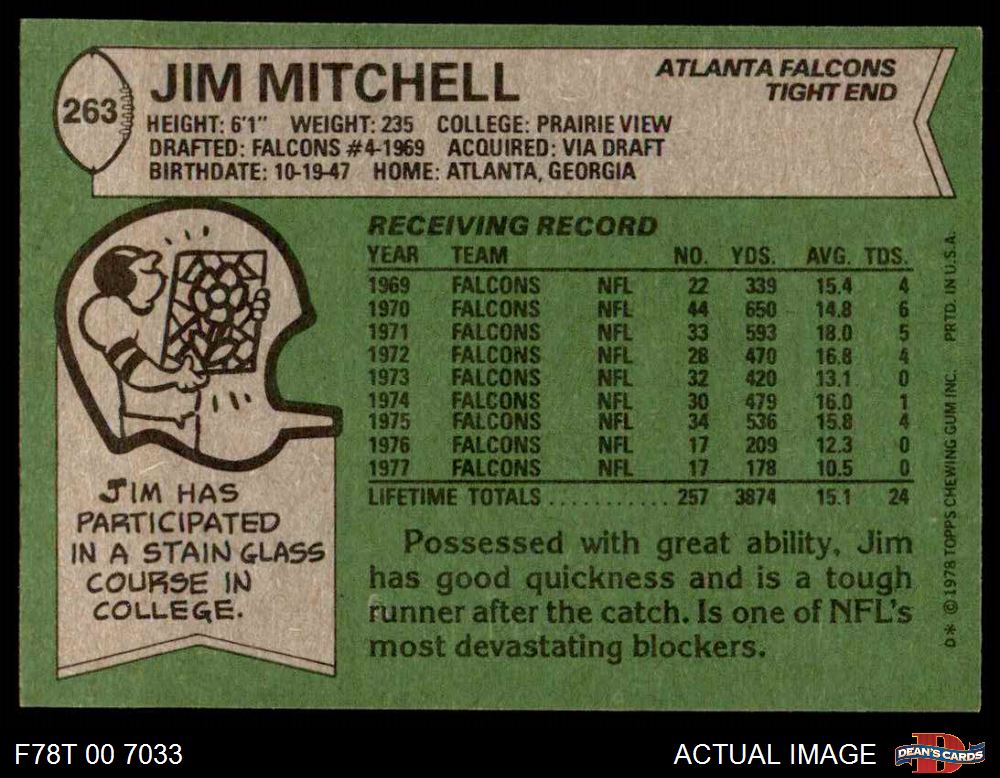 263
JIM MITCHELL
ATLANTA FALCONS
TIGHT END
HEIGHT: 6'1" WEIGHT: 235 COLLEGE: PRAIRIE VIEW
DRAFTED: FALCONS #4-1969 ACQUIRED: VIA DRAFT
BIRTHDATE: 10-19-47 HOME: ATLANTA, GEORGIA
RECEIVING RECORD
YEAR TEAM NO. YDS. AVG. TDS.
1969 FALCONS NFL 22 339 15.4 4
1970 FALCONS NFL 44 650 14.8 6
1971 FALCONS NFL 33 593 18.0 5
1972 FALCONS NFL 28 470 16.8 4
1973 FALCONS NFL 32 420 13.1 0
1974 FALCONS NFL 30 479 16.0 1
1975 FALCONS NFL 34 536 15.8 4
1976 FALCONS NFL 17 209 12.3 0
1977 FALCONS NFL 17 178 10.5 0
LIFETIME TOTALS .......... 257 3874 15.1 24
JIM HAS
PARTICIPATED
IN A STAIN GLASS
COURSE IN
COLLEGE.
Possessed with great ability, Jim
has good quickness and is a tough
runner after the catch. Is one of NFL's
most devastating blockers.
D* © 1978 TOPPS CHEWING GUM INC. PRTD. IN U.S.A.
F78T 00 7033
ACTUAL IMAGE
DEAN'S CARDS